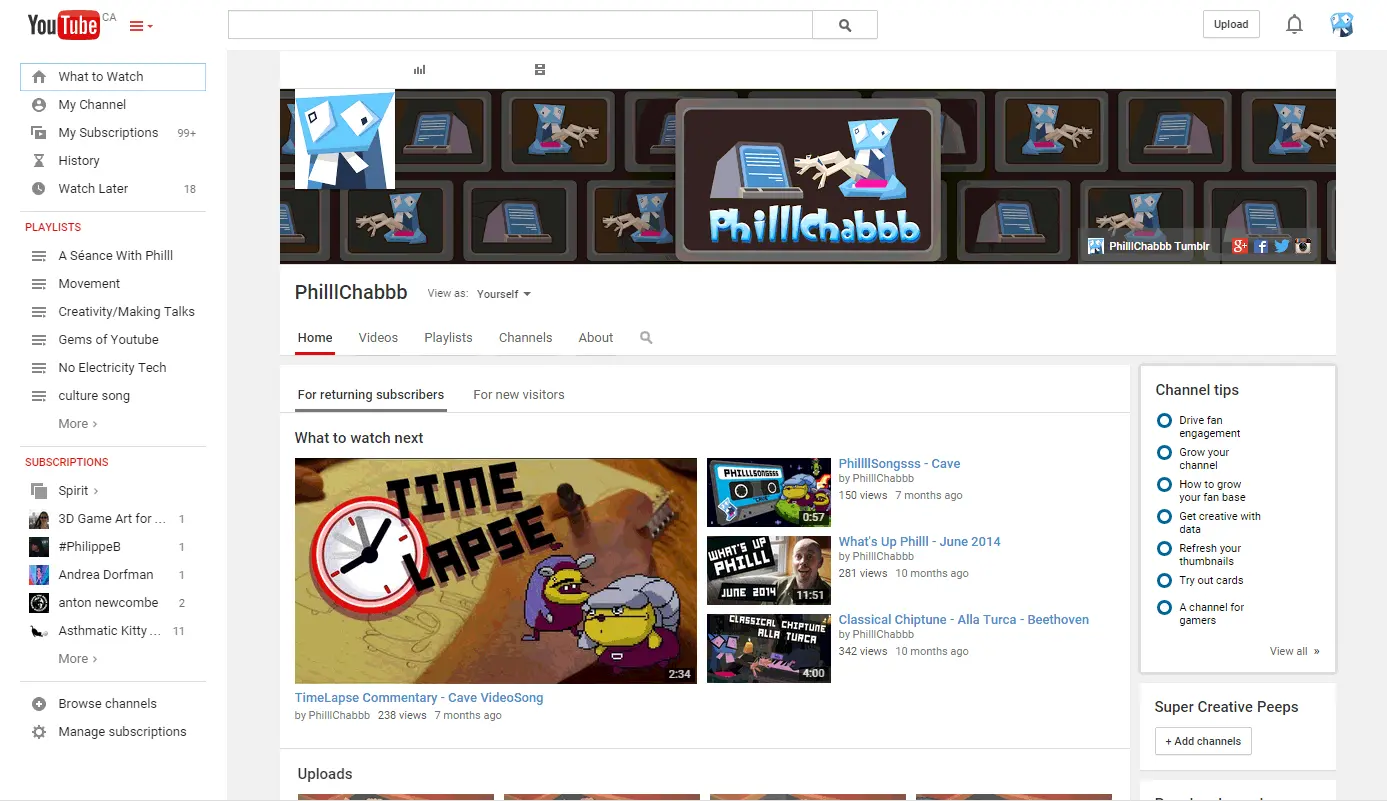 YouTube CA
Upload
What to Watch
My Channel
My Subscriptions 99+
History
Watch Later 18
PLAYLISTS
A Séance With Philll
Movement
Creativity/Making Talks
Gems of Youtube
No Electricity Tech
culture song
More ›
SUBSCRIPTIONS
Spirit ›
3D Game Art for ... 1
#PhilippeB 1
Andrea Dorfman 1
anton newcombe 2
Asthmatic Kitty ... 11
More ›
Browse channels
Manage subscriptions
PhilllChabbb
PhilllChabbb Tumblr
PhilllChabbb View as: Yourself
Home Videos Playlists Channels About
For returning subscribers For new visitors
What to watch next
TIME
LAPSE
2:34
TimeLapse Commentary - Cave VideoSong
by PhilllChabbb 238 views 7 months ago
PHILLLSONGSSS
CAVE
0:57
PhillllSongsss - Cave
by PhilllChabbb
150 views 7 months ago
WHAT'S UP
PHILLL
JUNE 2014
11:51
What's Up Philll - June 2014
by PhilllChabbb
281 views 10 months ago
CLASSICAL CHIPTUNE
ALLA TURCA
4:00
Classical Chiptune - Alla Turca - Beethoven
by PhilllChabbb
342 views 10 months ago
Uploads
Channel tips
Drive fan
engagement
Grow your
channel
How to grow
your fan base
Get creative with
data
Refresh your
thumbnails
Try out cards
A channel for
gamers
View all »
Super Creative Peeps
+ Add channels